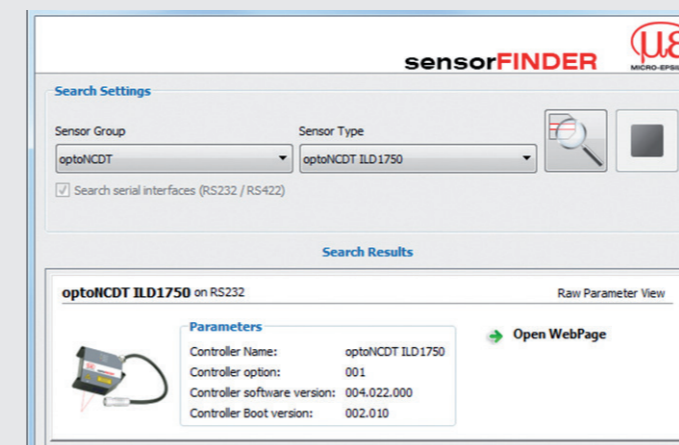 sensorFINDER
με
MICRO-EPSIL
Search Settings
Sensor Group
Sensor Type
optoNCDT
optoNCDT ILD1750
Search serial interfaces (RS232 / RS422)
Search Results
optoNCDT ILD1750 on RS232
Raw Parameter View
Parameters
Controller Name: optoNCDT ILD1750
Controller option: 001
Controller software version: 004.022.000
Controller Boot version: 002.010
Open WebPage